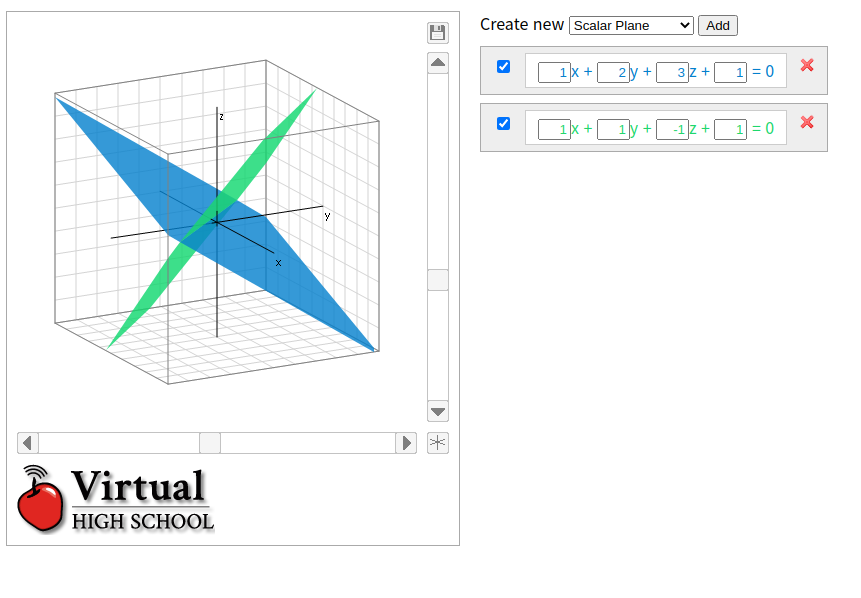 Create new Scalar Plane Add
1x + 2y + 3z + 1 = 0
1x + 1y + -1z + 1 = 0
z
y
x
Virtual
HIGH SCHOOL